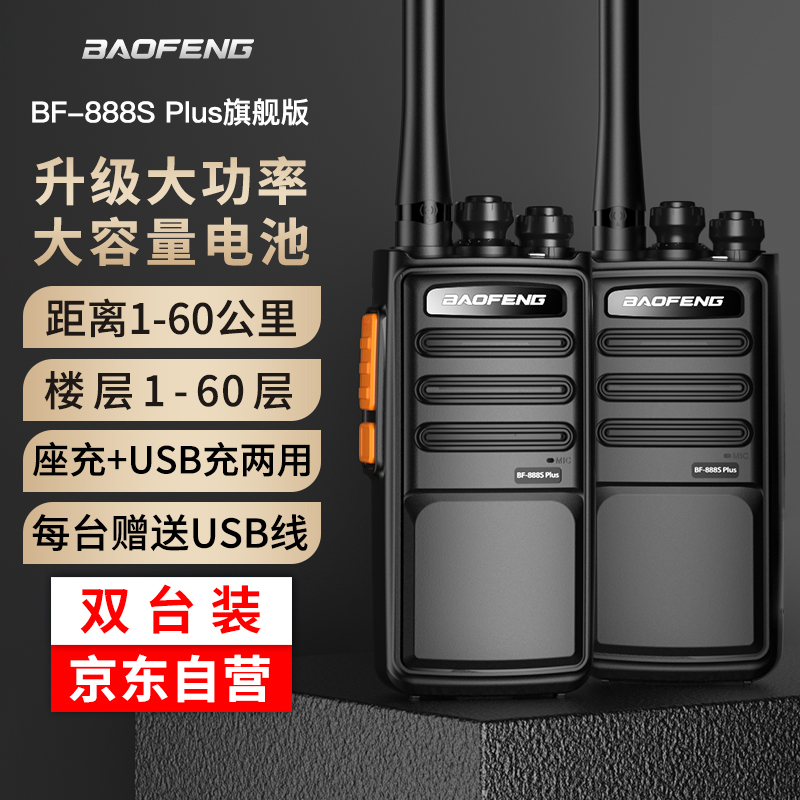 BAOFENG
BF-888S Plus旗舰版
升级大功率
大容量电池
距离1-60公里
楼层1-60层
座充+USB充两用
每台赠送USB线
双台装
京东自营
BAOFENG
MIC
BF-888S Plus
BAOFENG
MIC
BF-888S Plus